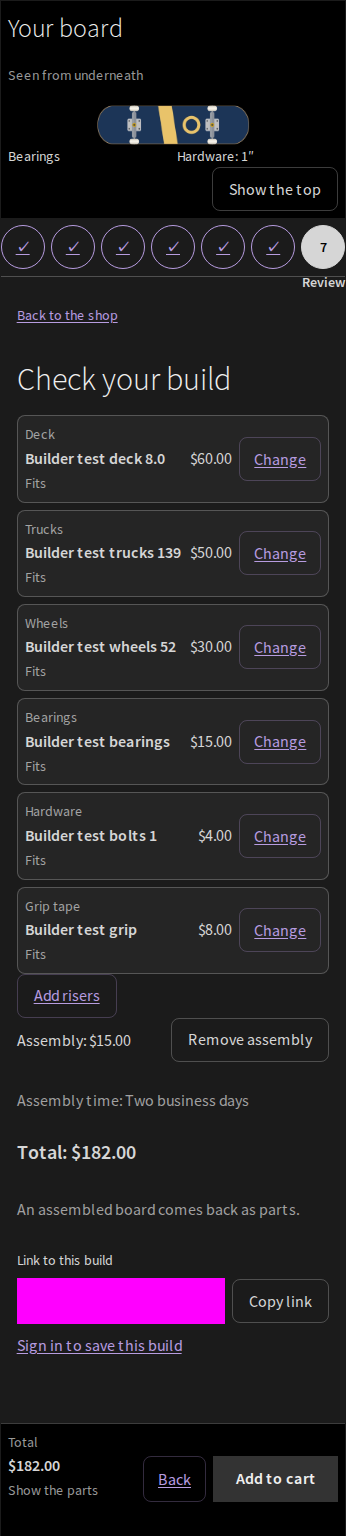 Your board
Seen from underneath
Bearings
Hardware: 1″
Show the top
✓ ✓ ✓ ✓ ✓ ✓ 7
Review
Back to the shop
Check your build
Deck
Builder test deck 8.0 $60.00 Change
Fits
Trucks
Builder test trucks 139 $50.00 Change
Fits
Wheels
Builder test wheels 52 $30.00 Change
Fits
Bearings
Builder test bearings $15.00 Change
Fits
Hardware
Builder test bolts 1 $4.00 Change
Fits
Grip tape
Builder test grip $8.00 Change
Fits
Add risers
Assembly: $15.00 Remove assembly
Assembly time: Two business days
Total: $182.00
An assembled board comes back as parts.
Link to this build
Copy link
Sign in to save this build
Total
$182.00
Show the parts
Back
Add to cart